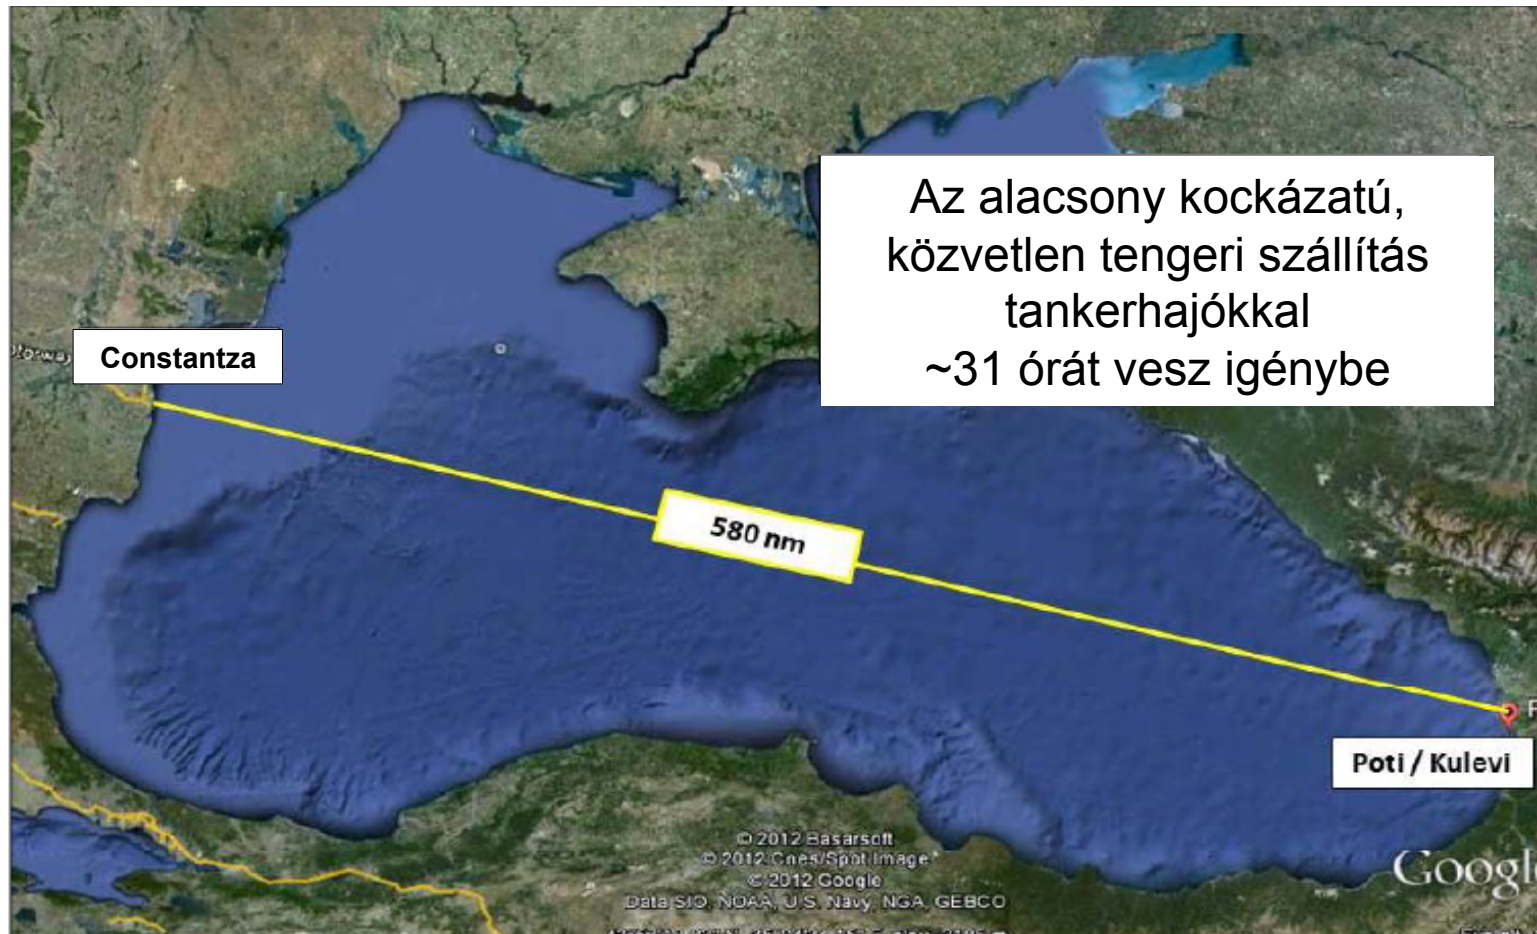 Az alacsony kockázatú,
közvetlen tengeri szállítás
tankerhajókkal
~31 órát vesz igénybe
Constantza
580 nm
Poti / Kulevi
© 2012 Basarsoft
© 2012 Cnes/Spot Image
© 2012 Google
Data SIO, NOAA, U.S. Navy, NGA, GEBCO
Google